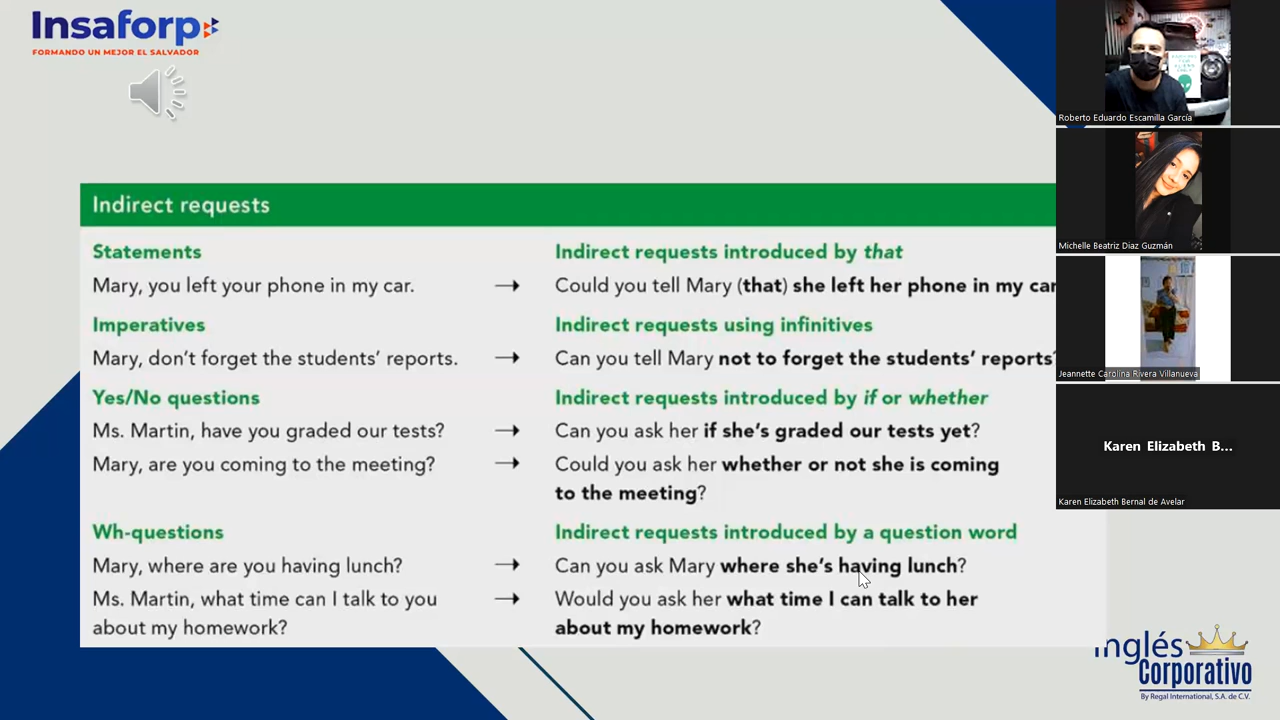 Insaforp
FORMANDO UN MEJOR EL SALVADOR
Indirect requests
Statements
Indirect requests introduced by that
Mary, you left your phone in my car. → Could you tell Mary (that) she left her phone in my car
Imperatives
Indirect requests using infinitives
Mary, don't forget the students' reports. → Can you tell Mary not to forget the students' reports?
Yes/No questions
Indirect requests introduced by if or whether
Ms. Martin, have you graded our tests? → Can you ask her if she's graded our tests yet?
Mary, are you coming to the meeting? → Could you ask her whether or not she is coming
to the meeting?
Wh-questions
Indirect requests introduced by a question word
Mary, where are you having lunch? → Can you ask Mary where she's having lunch?
Ms. Martin, what time can I talk to you → Would you ask her what time I can talk to her
about my homework?
about my homework?
Roberto Eduardo Escamilla García
Michelle Beatriz Diaz Guzmán
Jeannette Carolina Rivera Villanueva
Karen Elizabeth B...
Karen Elizabeth Bernal de Avelar
Inglés
Corporativo
By Regal International, S.A. de C.V.